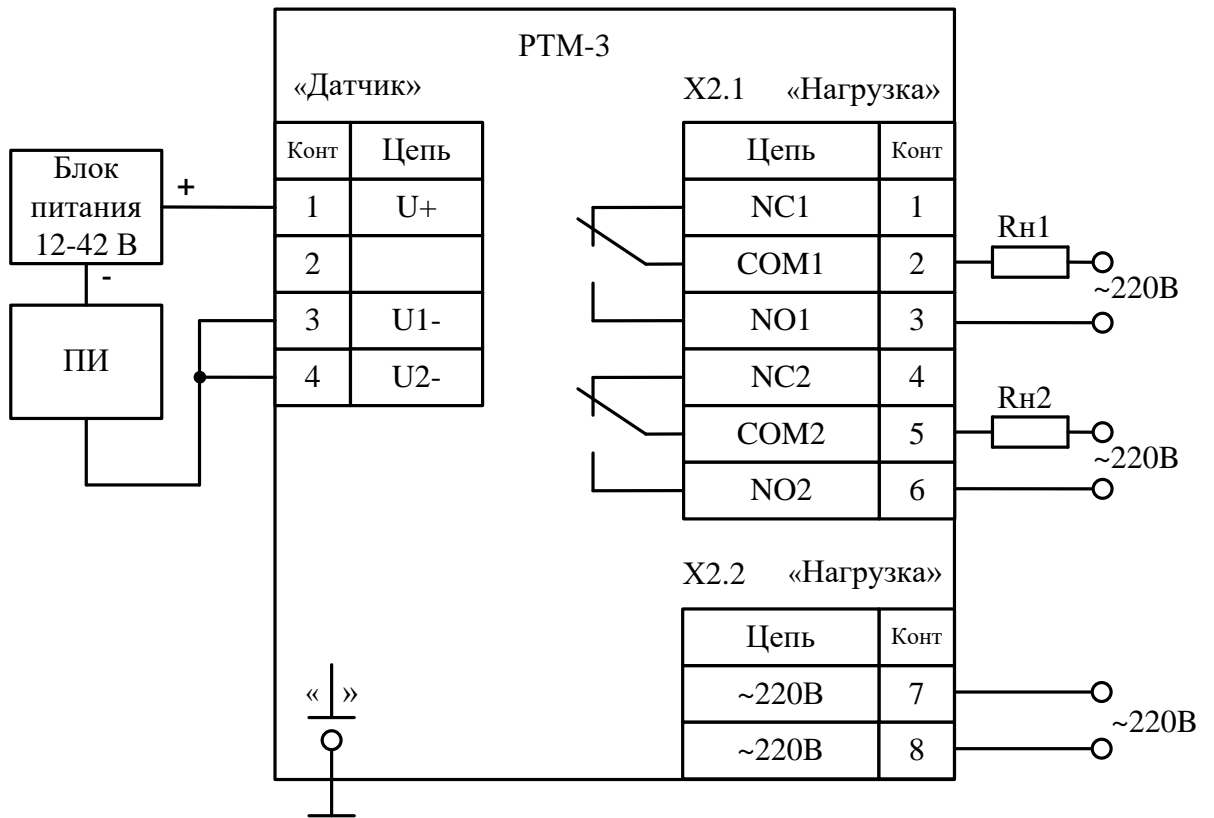 РТМ-3
«Датчик»
Конт Цепь
1 U+
2
3 U1-
4 U2-
Блок
питания
12-42 В
+
-
ПИ
X2.1 «Нагрузка»
Цепь Конт
NC1 1
COM1 2
NO1 3
NC2 4
COM2 5
NO2 6
Rн1
~220В
Rн2
~220В
X2.2 «Нагрузка»
Цепь Конт
~220В 7
~220В 8
~220В
« »